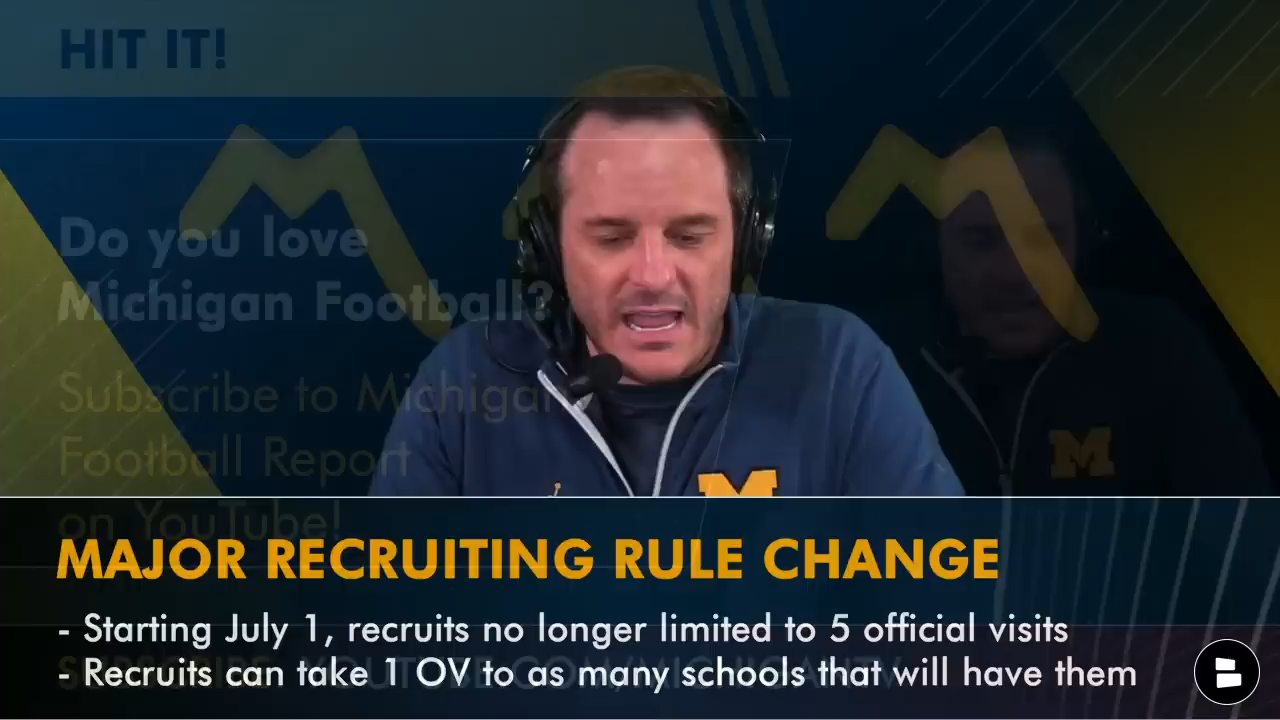 HIT IT!
Do you love
Michigan Football?
Subscribe to Michigan
Football Report
on YouTube!
MAJOR RECRUITING RULE CHANGE
- Starting July 1, recruits no longer limited to 5 official visits
- Recruits can take 1 OV to as many schools that will have them
M
M